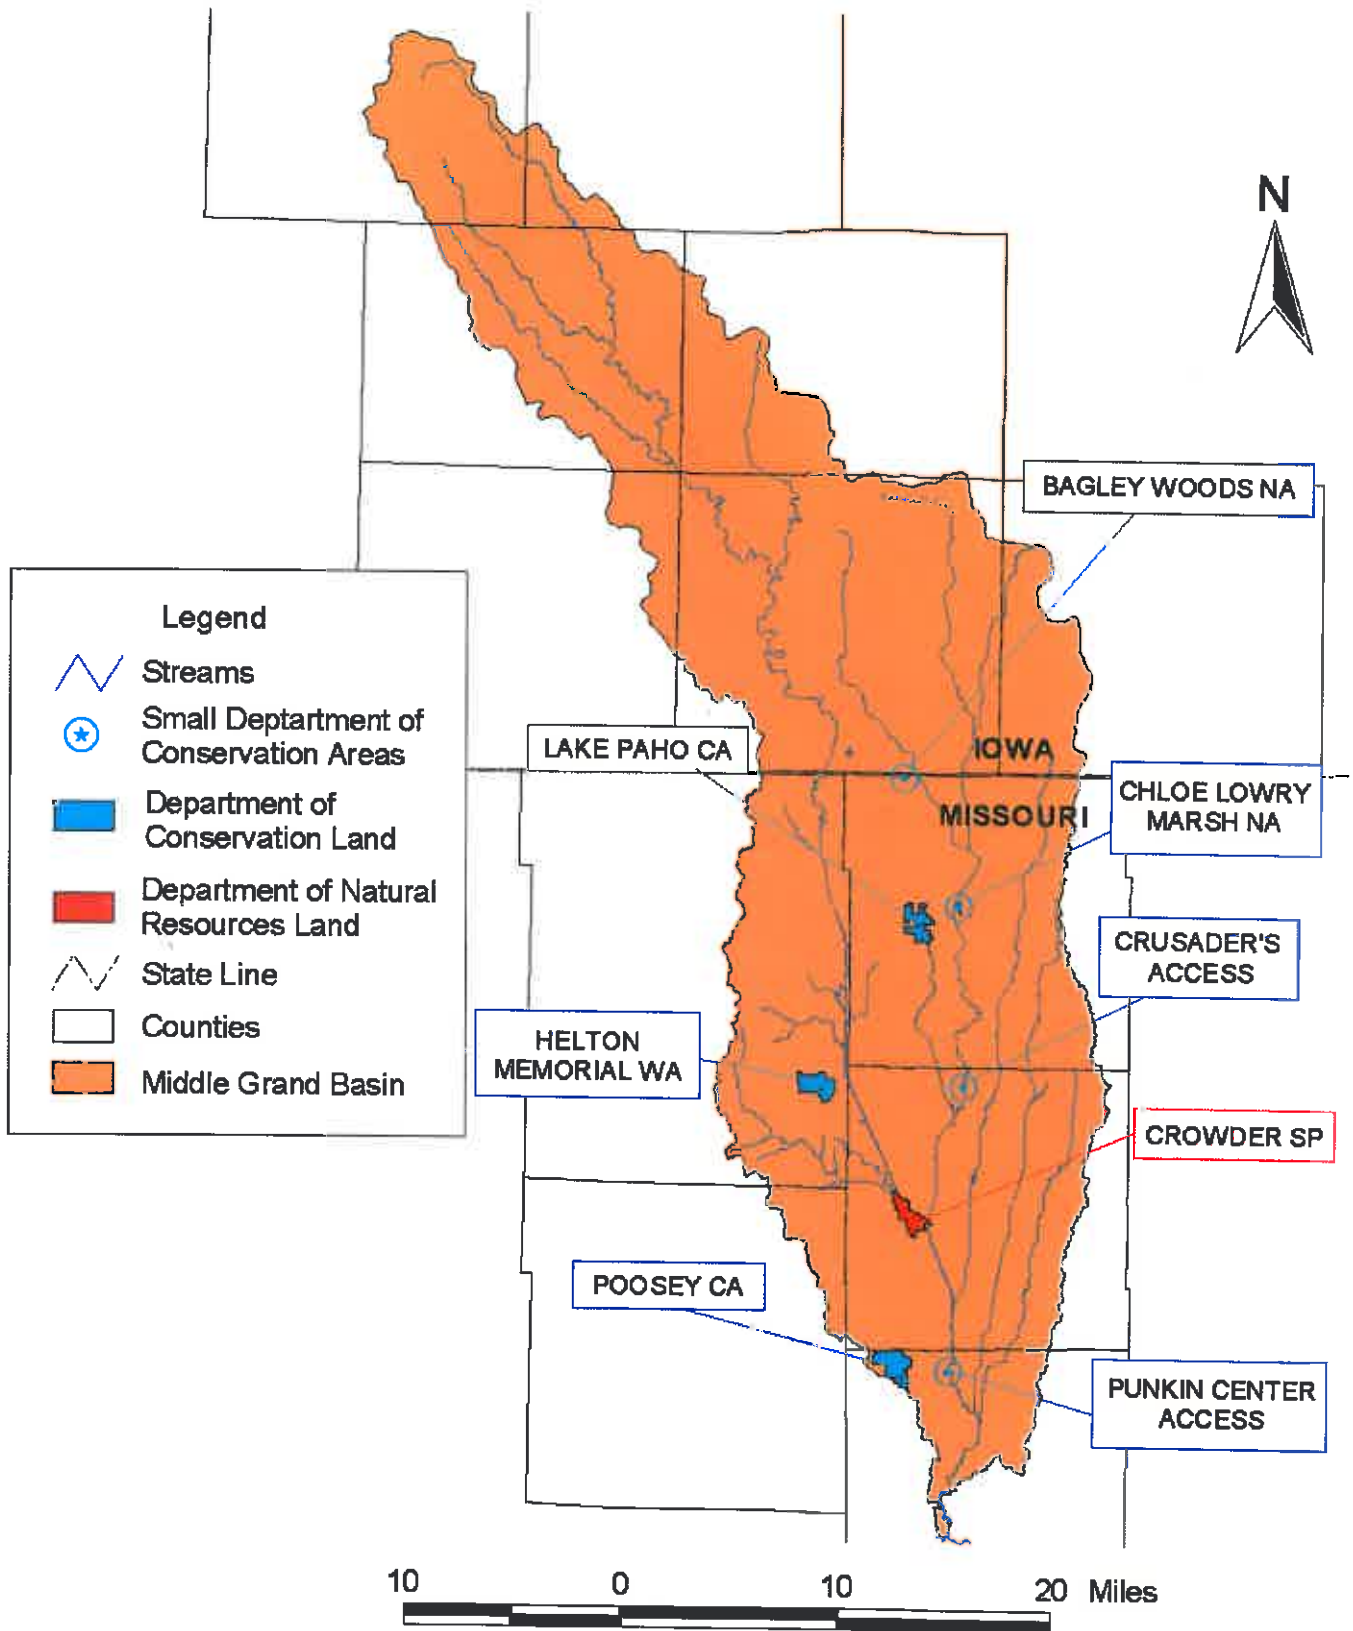 N
BAGLEY WOODS NA
Legend
Streams
Small Deptartment of
Conservation Areas
Department of
Conservation Land
Department of Natural
Resources Land
State Line
Counties
Middle Grand Basin
LAKE PAHO CA
IOWA
MISSOURI
CHLOE LOWRY
MARSH NA
CRUSADER'S
ACCESS
HELTON
MEMORIAL WA
CROWDER SP
POOSEY CA
PUNKIN CENTER
ACCESS
10 0 10 20 Miles